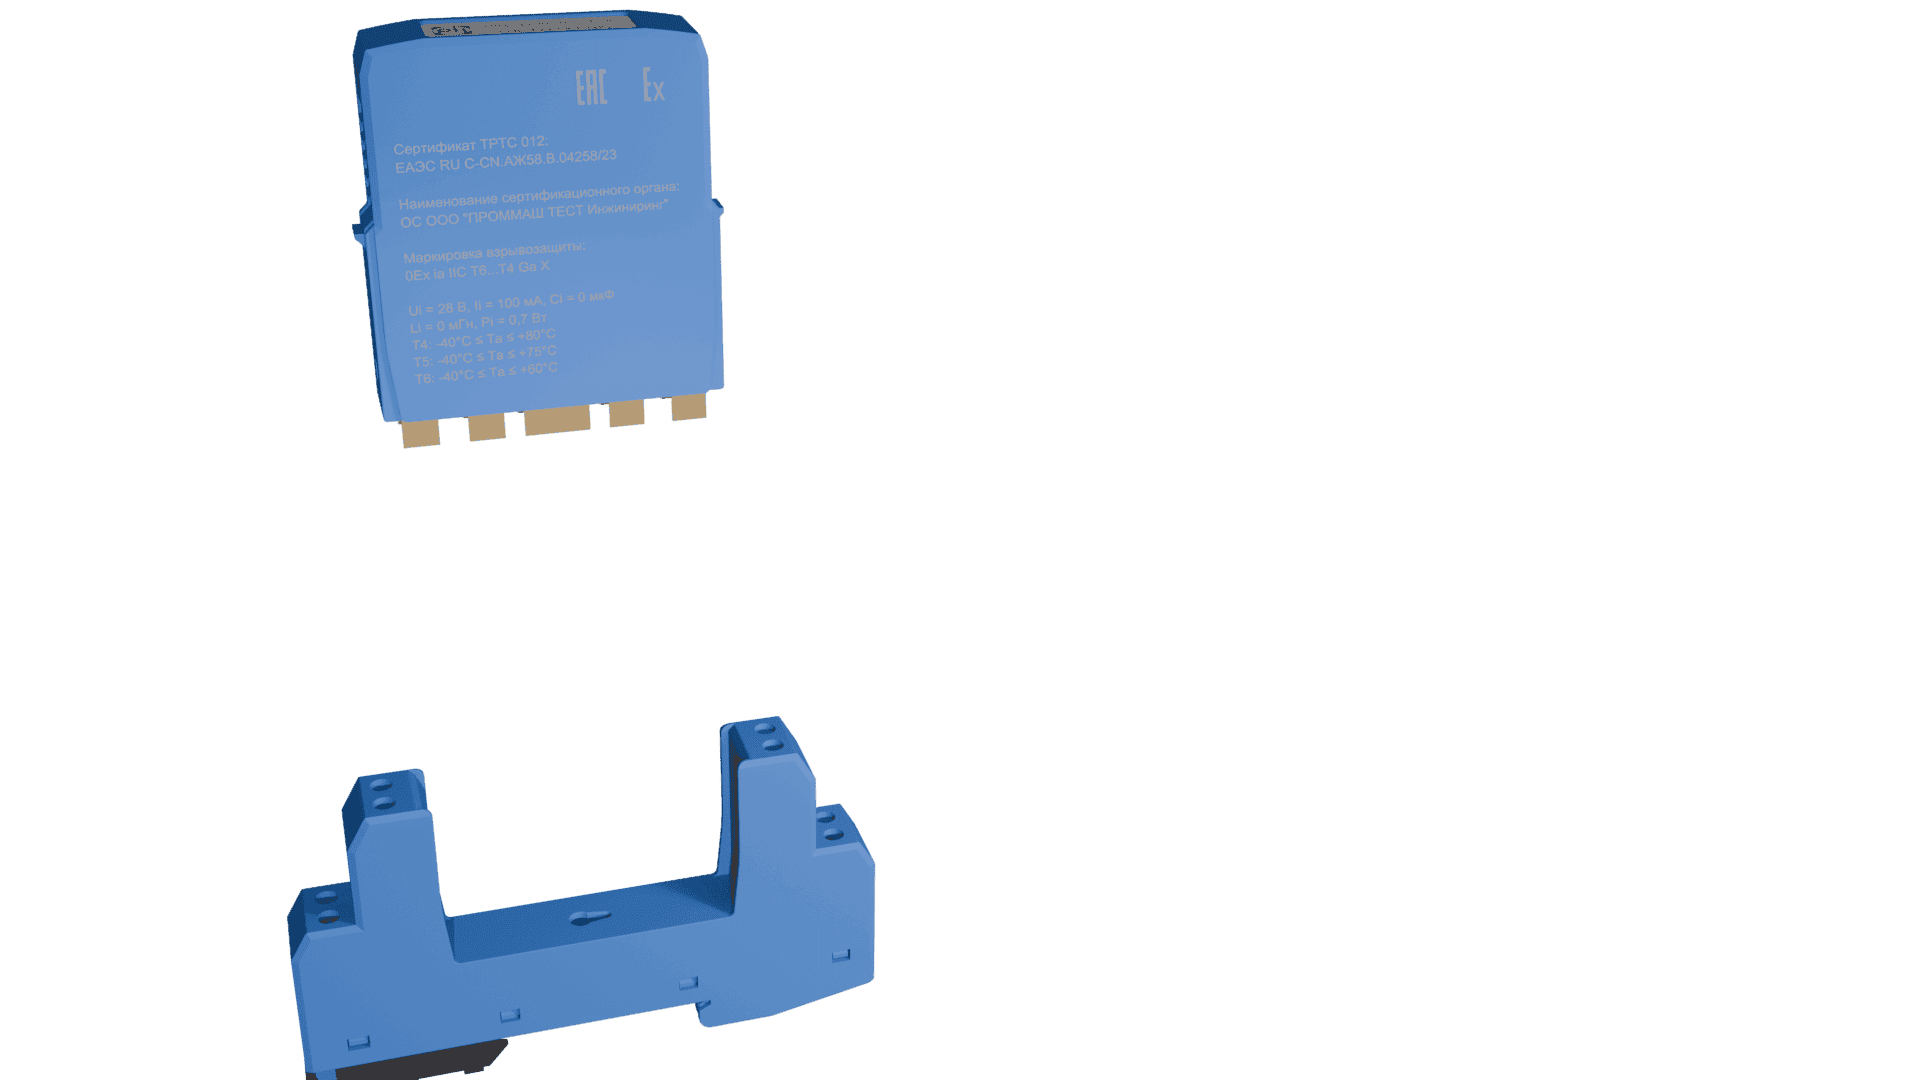 EAC Ex
Сертификат ТРТС 012:
ЕАЭС RU C-CN.АЖ58.В.04258/23
Наименование сертификационного органа:
ОС ООО "ПРОММАШ ТЕСТ Инжиниринг"
Маркировка взрывозащиты:
0Ex ia IIC T6...T4 Ga X
Ui = 28 В, Ii = 100 мА, Ci = 0 мкФ
Li = 0 мГн, Pi = 0,7 Вт
T4: -40°C ≤ Ta ≤ +80°C
T5: -40°C ≤ Ta ≤ +75°C
T6: -40°C ≤ Ta ≤ +60°C